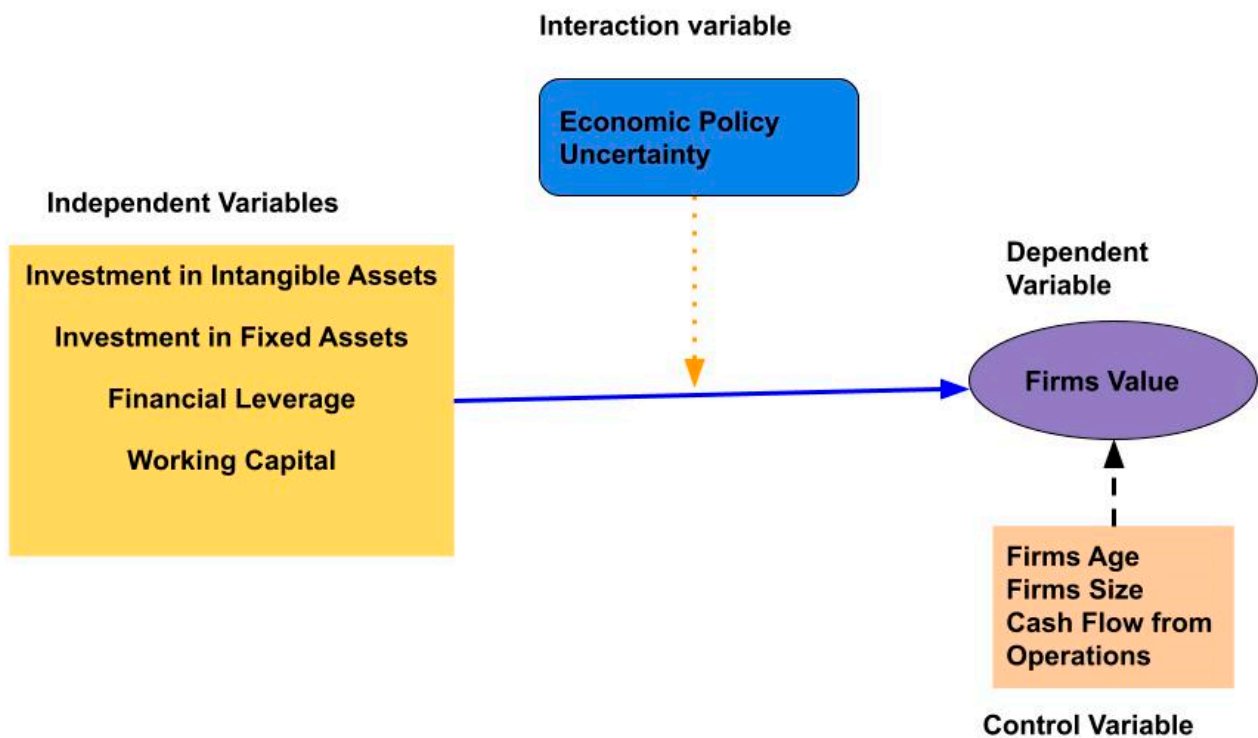 Interaction variable
Economic Policy
Uncertainty
Independent Variables
Investment in Intangible Assets
Investment in Fixed Assets
Financial Leverage
Working Capital
Dependent
Variable
Firms Value
Firms Age
Firms Size
Cash Flow from
Operations
Control Variable